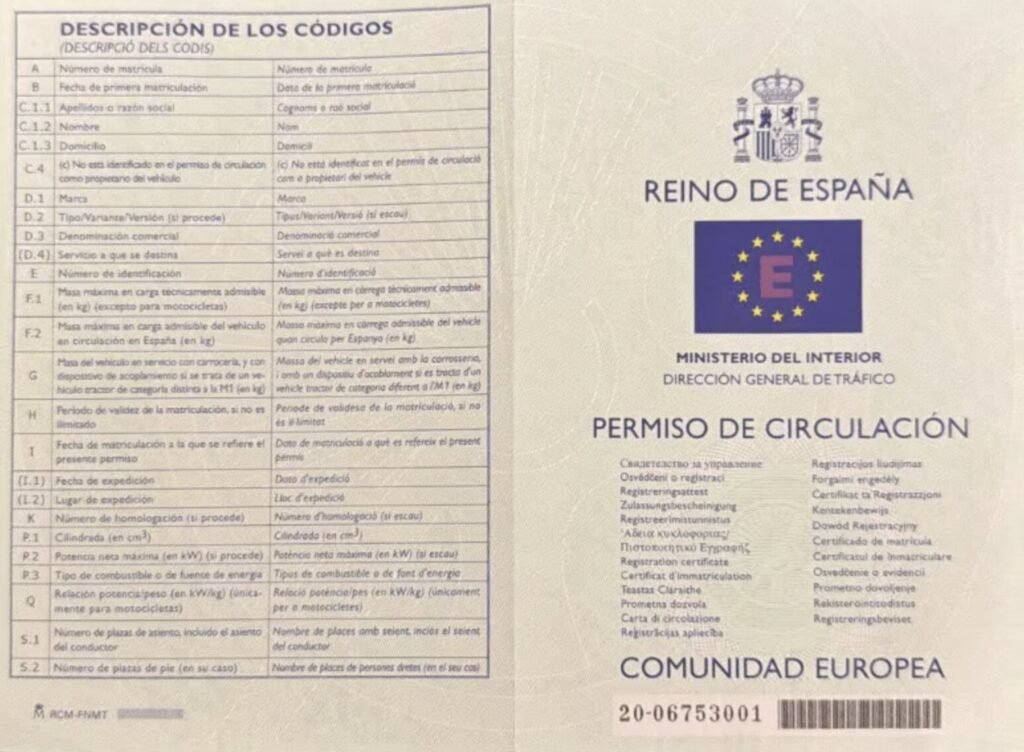 DESCRIPCIÓN DE LOS CÓDIGOS
(DESCRIPCIÓ DELS CODIS)
A Número de matrícula Número de matrícula
B Fecha de primera matriculación Data de la primera matriculació
C.1.1 Apellidos o razón social Cognoms o raó social
C.1.2 Nombre Nom
C.1.3 Domicilio Domicili
C.4 (c) No está identificado en el permiso de circulación (c) No està identificat en el permís de circulació
como propietario del vehículo com a propietari del vehicle
D.1 Marca Marca
D.2 Tipo/Variante/Versión (si procede) Tipus/Variant/Versió (si escau)
D.3 Denominación comercial Denominació comercial
(D.4) Servicio a que se destina Servei a què es destina
E Número de identificación Número d'identificació
F.1 Masa máxima en carga técnicamente admisible Massa màxima en càrrega tècnicament admissible
(en kg) (excepto para motocicletas) (en kg) (excepte per a motocicletes)
F.2 Masa máxima en carga admisible del vehículo Massa màxima en càrrega admissible del vehicle
en circulación en España (en kg) quan circula per Espanya (en kg)
G Masa del vehículo en servicio con carrocería, y con Massa del vehicle en servei amb la carrosseria,
dispositivo de acoplamiento si se trata de un ve- i amb un dispositiu d'acoblament si es tracta d'un
hículo tractor de categoría distinta a la M1 (en kg) vehicle tractor de categoria diferent a l'M1 (en kg)
H Período de validez de la matriculación, si no es Període de validesa de la matriculació, si no
ilimitado és il·limitat
I Fecha de matriculación a la que se refiere el Data de matriculació a què es refereix el present
presente permiso permís
(I.1) Fecha de expedición Data d'expedició
(I.2) Lugar de expedición Lloc d'expedició
K Número de homologación (si procede) Número d'homologació (si escau)
P.1 Cilindrada (en cm³) Cilindrada (en cm³)
P.2 Potencia neta máxima (en kW) (si procede) Potència neta màxima (en kW) (si escau)
P.3 Tipo de combustible o de fuente de energía Tipus de combustible o de font d'energia
Q Relación potencia/peso (en kW/kg) (única- Relació potència/pes (en kW/kg) (únicament
mente para motocicletas) per a motocicletes)
S.1 Número de plazas de asiento, incluido el asiento Nombre de places amb seient, inclòs el seient
del conductor del conductor
S.2 Número de plazas de pie (en su caso) Nombre de places de persones dretes (en el seu cas)
RCM-FNMT
REINO DE ESPAÑA
E
MINISTERIO DEL INTERIOR
DIRECCIÓN GENERAL DE TRÁFICO
PERMISO DE CIRCULACIÓN
Свидетелство за управление
Osvědčení o registraci
Registreringsattest
Zulassungsbescheinigung
Registreerimistunnistus
Άδεια κυκλοφορίας/
Πιστοποιητικό Εγγραφής
Registration certificate
Certificat d'immatriculation
Teastas Cláraithe
Prometna dozvola
Carta di circolazione
Reģistrācijas apliecība
Registracijos liudijimas
Forgalmi engedély
Certifikat ta' Registrazzjoni
Kentekenbewijs
Dowód Rejestracyjny
Certificado de matrícula
Certificatul de înmatriculare
Osvedčenie o evidencii
Prometno dovoljenje
Rekisteröintitodistus
Registreringsbeviset
COMUNIDAD EUROPEA
20-06753001